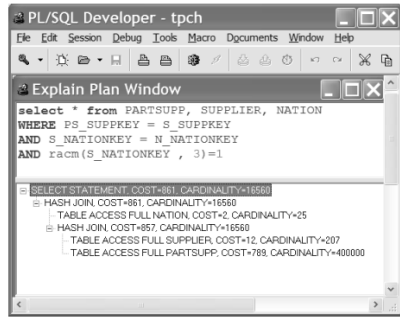 PL/SQL Developer - tpch
File Edit Session Debug Tools Macro Documents Window Help
Explain Plan Window
select * from PARTSUPP, SUPPLIER, NATION
WHERE PS_SUPPKEY = S_SUPPKEY
AND S_NATIONKEY = N_NATIONKEY
AND racm(S_NATIONKEY , 3)=1
SELECT STATEMENT, COST=861, CARDINALITY=16560
HASH JOIN, COST=861, CARDINALITY=16560
TABLE ACCESS FULL NATION, COST=2, CARDINALITY=25
HASH JOIN, COST=857, CARDINALITY=16560
TABLE ACCESS FULL SUPPLIER, COST=12, CARDINALITY=207
TABLE ACCESS FULL PARTSUPP, COST=789, CARDINALITY=400000